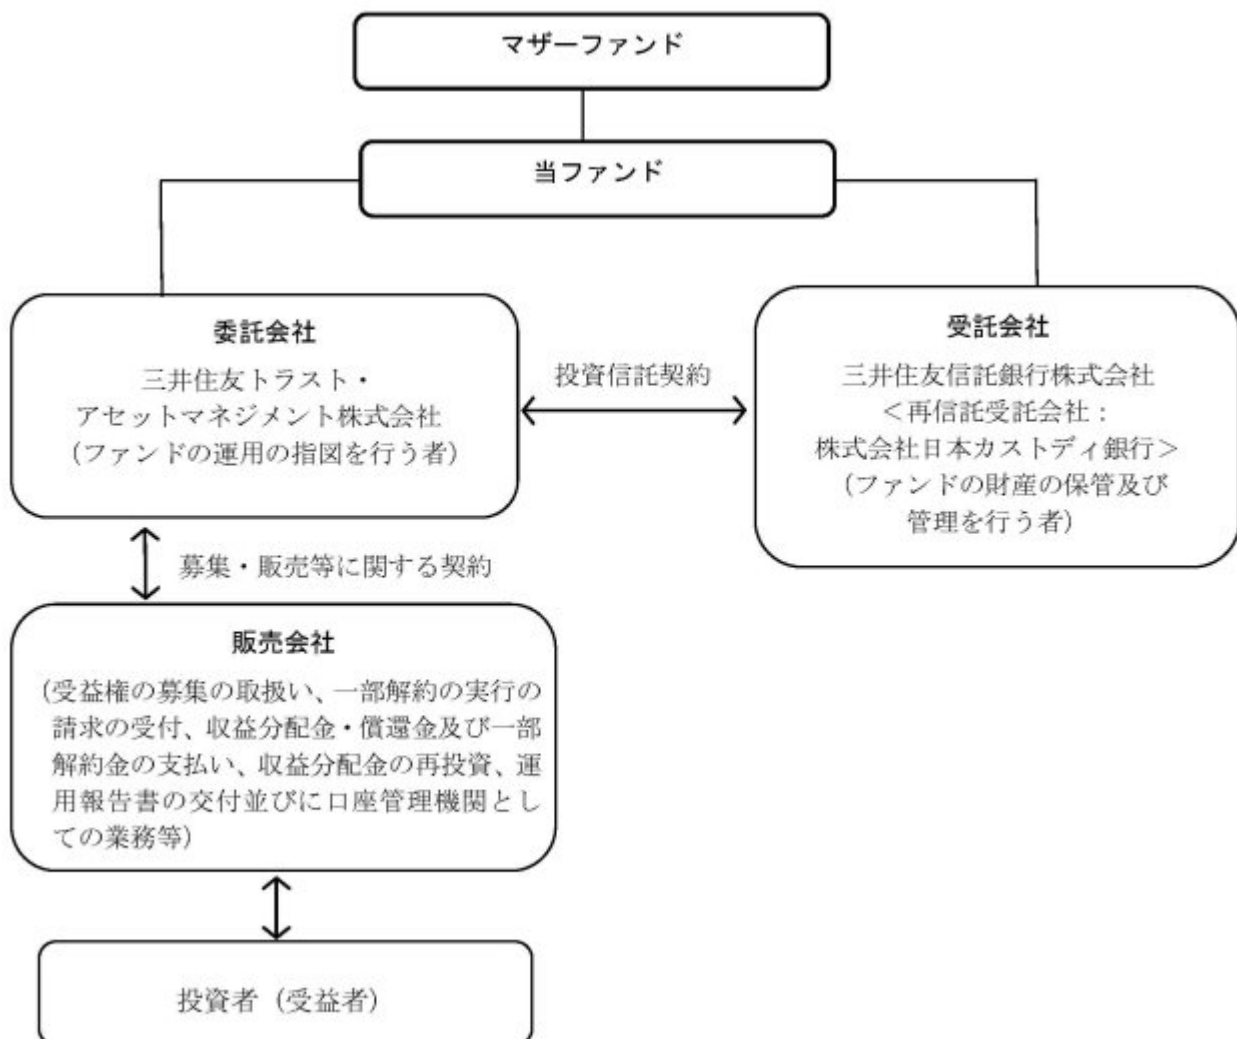 マザーファンド
当ファンド
委託会社
三井住友トラスト・
アセットマネジメント株式会社
（ファンドの運用の指図を行う者）
投資信託契約
受託会社
三井住友信託銀行株式会社
＜再信託受託会社：
株式会社日本カストディ銀行＞
（ファンドの財産の保管及び
管理を行う者）
募集・販売等に関する契約
販売会社
（受益権の募集の取扱い、一部解約の実行の
請求の受付、収益分配金・償還金及び一部
解約金の支払い、収益分配金の再投資、運
用報告書の交付並びに口座管理機関とし
ての業務等）
投資者（受益者）